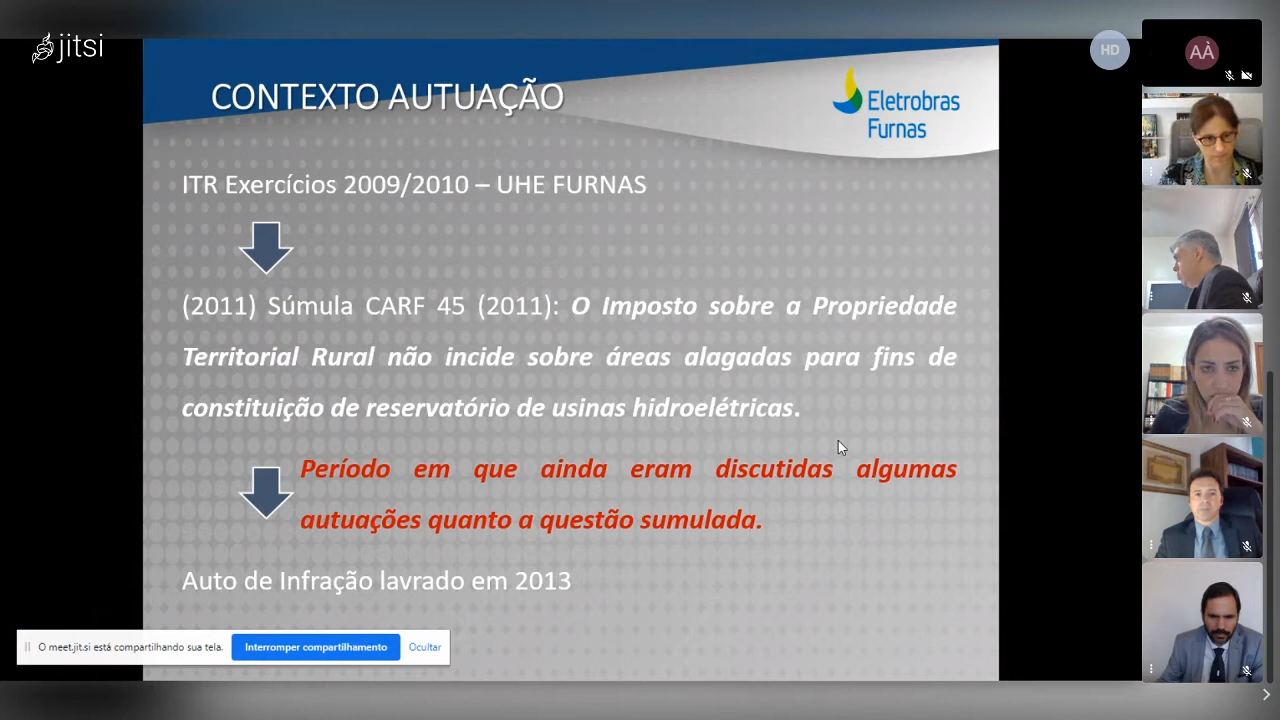 jitsi
HD
AÀ
CONTEXTO AUTUAÇÃO
Eletrobras
Furnas
ITR Exercícios 2009/2010 – UHE FURNAS
(2011) Súmula CARF 45 (2011): O Imposto sobre a Propriedade
Territorial Rural não incide sobre áreas alagadas para fins de
constituição de reservatório de usinas hidroelétricas.
Período em que ainda eram discutidas algumas
autuações quanto a questão sumulada.
Auto de Infração lavrado em 2013
O meet.jit.si está compartilhando sua tela.
Interromper compartilhamento
Ocultar